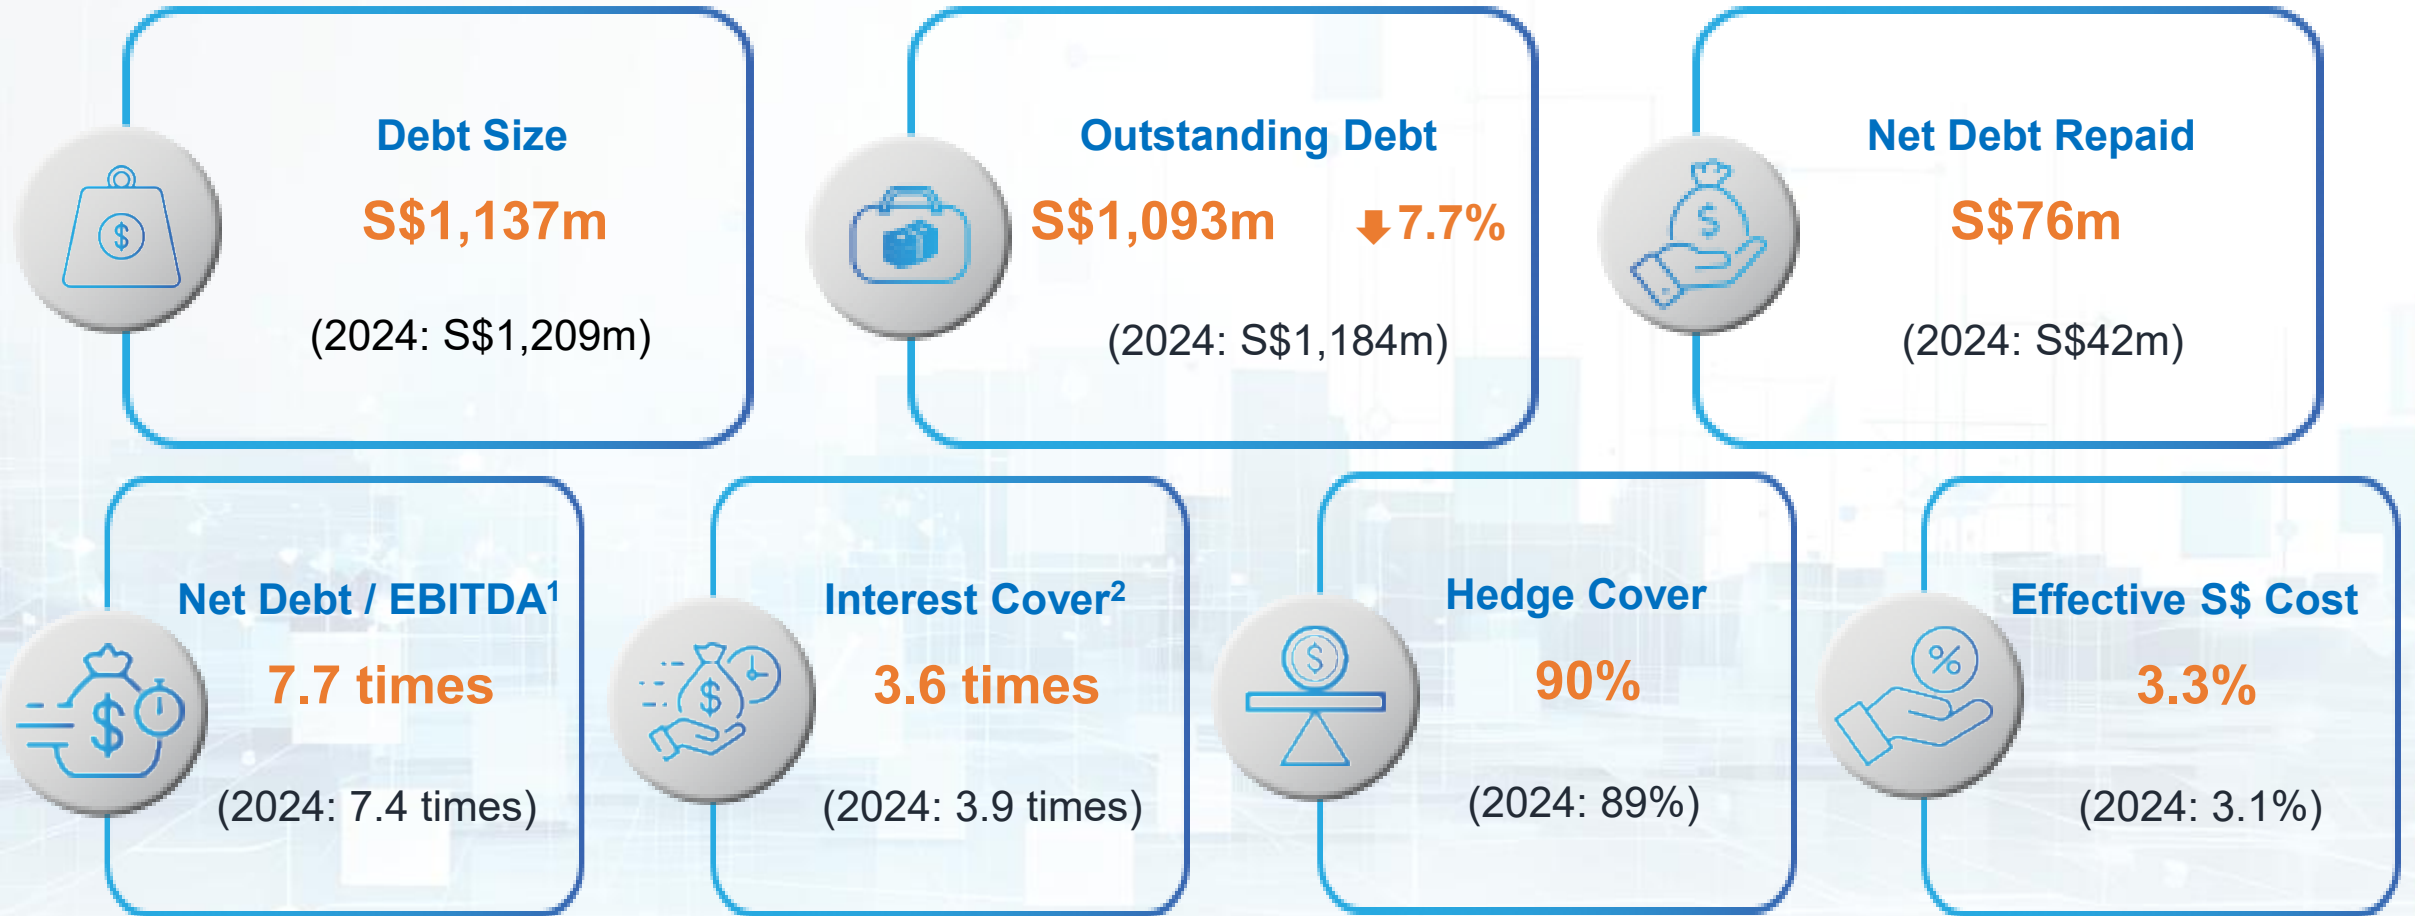 Debt Size
S$1,137m
(2024: S$1,209m)
Outstanding Debt
S$1,093m 7.7%
(2024: S$1,184m)
Net Debt Repaid
S$76m
(2024: S$42m)
Net Debt / EBITDA¹
7.7 times
(2024: 7.4 times)
Interest Cover²
3.6 times
(2024: 3.9 times)
Hedge Cover
90%
(2024: 89%)
Effective S$ Cost
3.3%
(2024: 3.1%)